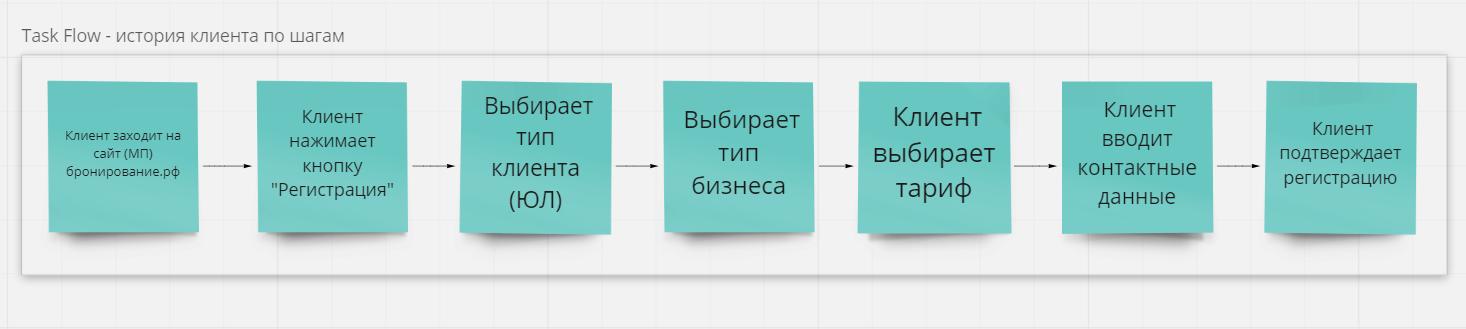 Task Flow - история клиента по шагам
Клиент заходит на
сайт (МП)
бронирование.рф
Клиент
нажимает
кнопку
"Регистрация"
Выбирает
тип
клиента
(ЮЛ)
Выбирает
тип
бизнеса
Клиент
выбирает
тариф
Клиент
вводит
контактные
данные
Клиент
подтверждает
регистрацию